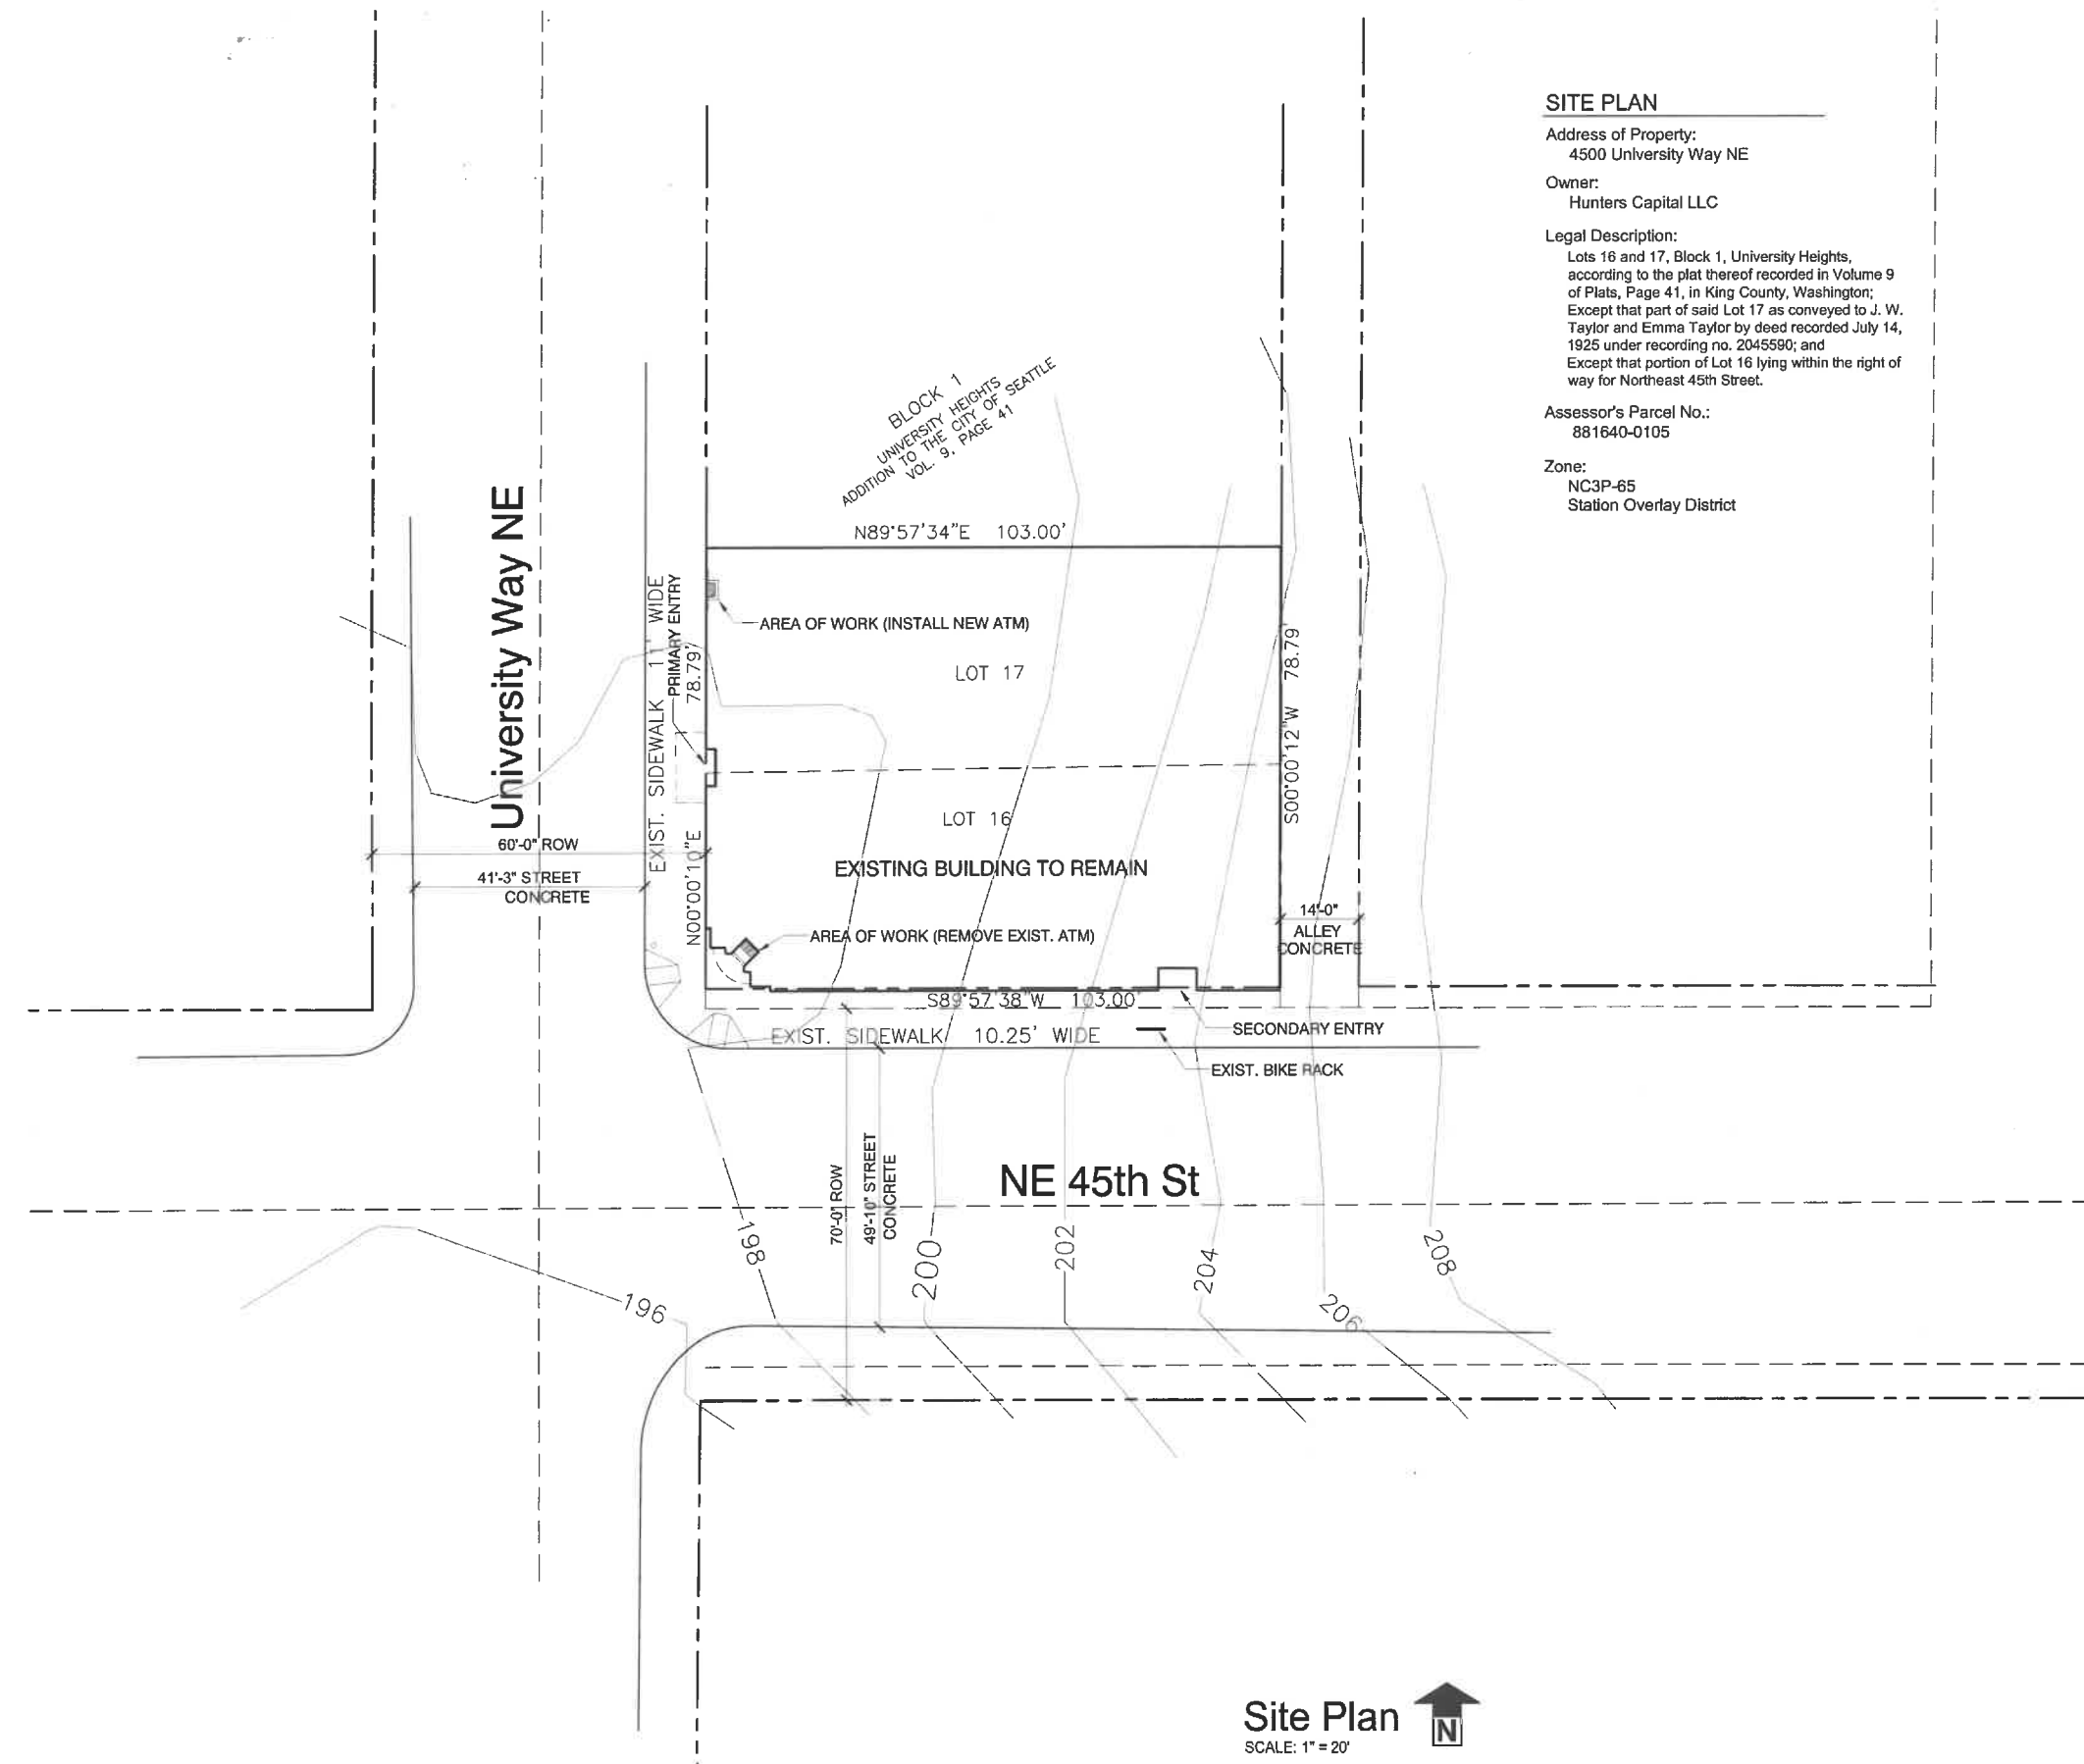 SITE PLAN
Address of Property:
4500 University Way NE
Owner:
Hunters Capital LLC
Legal Description:
Lots 16 and 17, Block 1, University Heights,
according to the plat thereof recorded in Volume 9
of Plats, Page 41, in King County, Washington;
Except that part of said Lot 17 as conveyed to J. W.
Taylor and Emma Taylor by deed recorded July 14,
1925 under recording no. 2045590; and
Except that portion of Lot 16 lying within the right of
way for Northeast 45th Street.
Assessor's Parcel No.:
881640-0105
Zone:
NC3P-65
Station Overlay District
BLOCK 1
UNIVERSITY HEIGHTS
ADDITION TO THE CITY OF SEATTLE
VOL. 9, PAGE 41
N89°57'34"E 103.00'
University Way NE
EXIST. SIDEWALK 11' WIDE
PRIMARY ENTRY
N00°00'10"E 78.79'
AREA OF WORK (INSTALL NEW ATM)
LOT 17
S00°00'12"W 78.79'
LOT 16
EXISTING BUILDING TO REMAIN
60'-0" ROW
41'-3" STREET
CONCRETE
AREA OF WORK (REMOVE EXIST. ATM)
14'-0"
ALLEY
CONCRETE
S89°57'38"W 103.00'
EXIST. SIDEWALK 10.25' WIDE
SECONDARY ENTRY
EXIST. BIKE RACK
NE 45th St
70'-0" ROW
49'-10" STREET
CONCRETE
196
198
200
202
204
206
208
Site Plan
N
SCALE: 1" = 20'